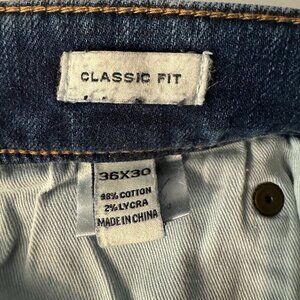 CLASSIC FIT
36X30
98% COTTON
2% LYCRA
MADE IN CHINA